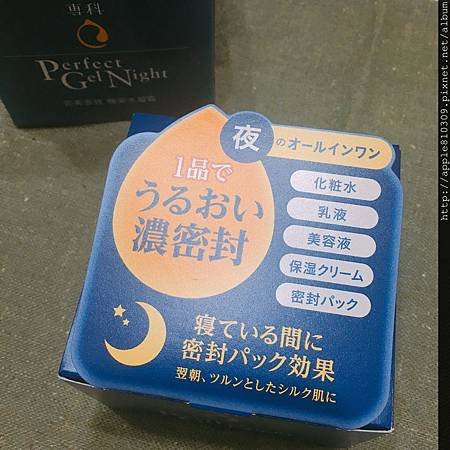 専科
Perfect
Gel Night
夜のオールインワン
1品で
うるおい
濃密封
化粧水
乳液
美容液
保湿クリーム
密封パック
寝ている間に
密封パック効果
翌朝、ツルンとしたシルク肌に
http://apple810309.pixnet.net/album